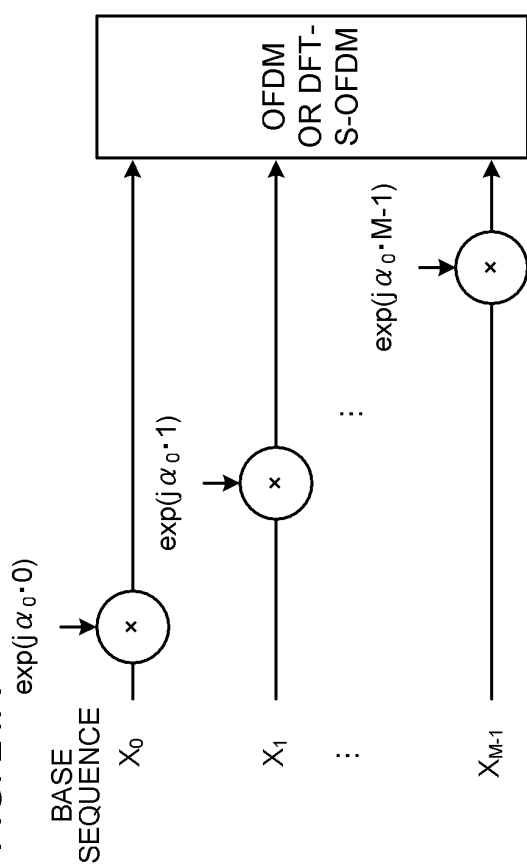 exp(jα₀·0)
BASE
SEQUENCE
X₀
exp(jα₀·1)
X₁
...
...
exp(jα₀·M-1)
X_M-1
×
×
×
OFDM
OR DFT-
S-OFDM